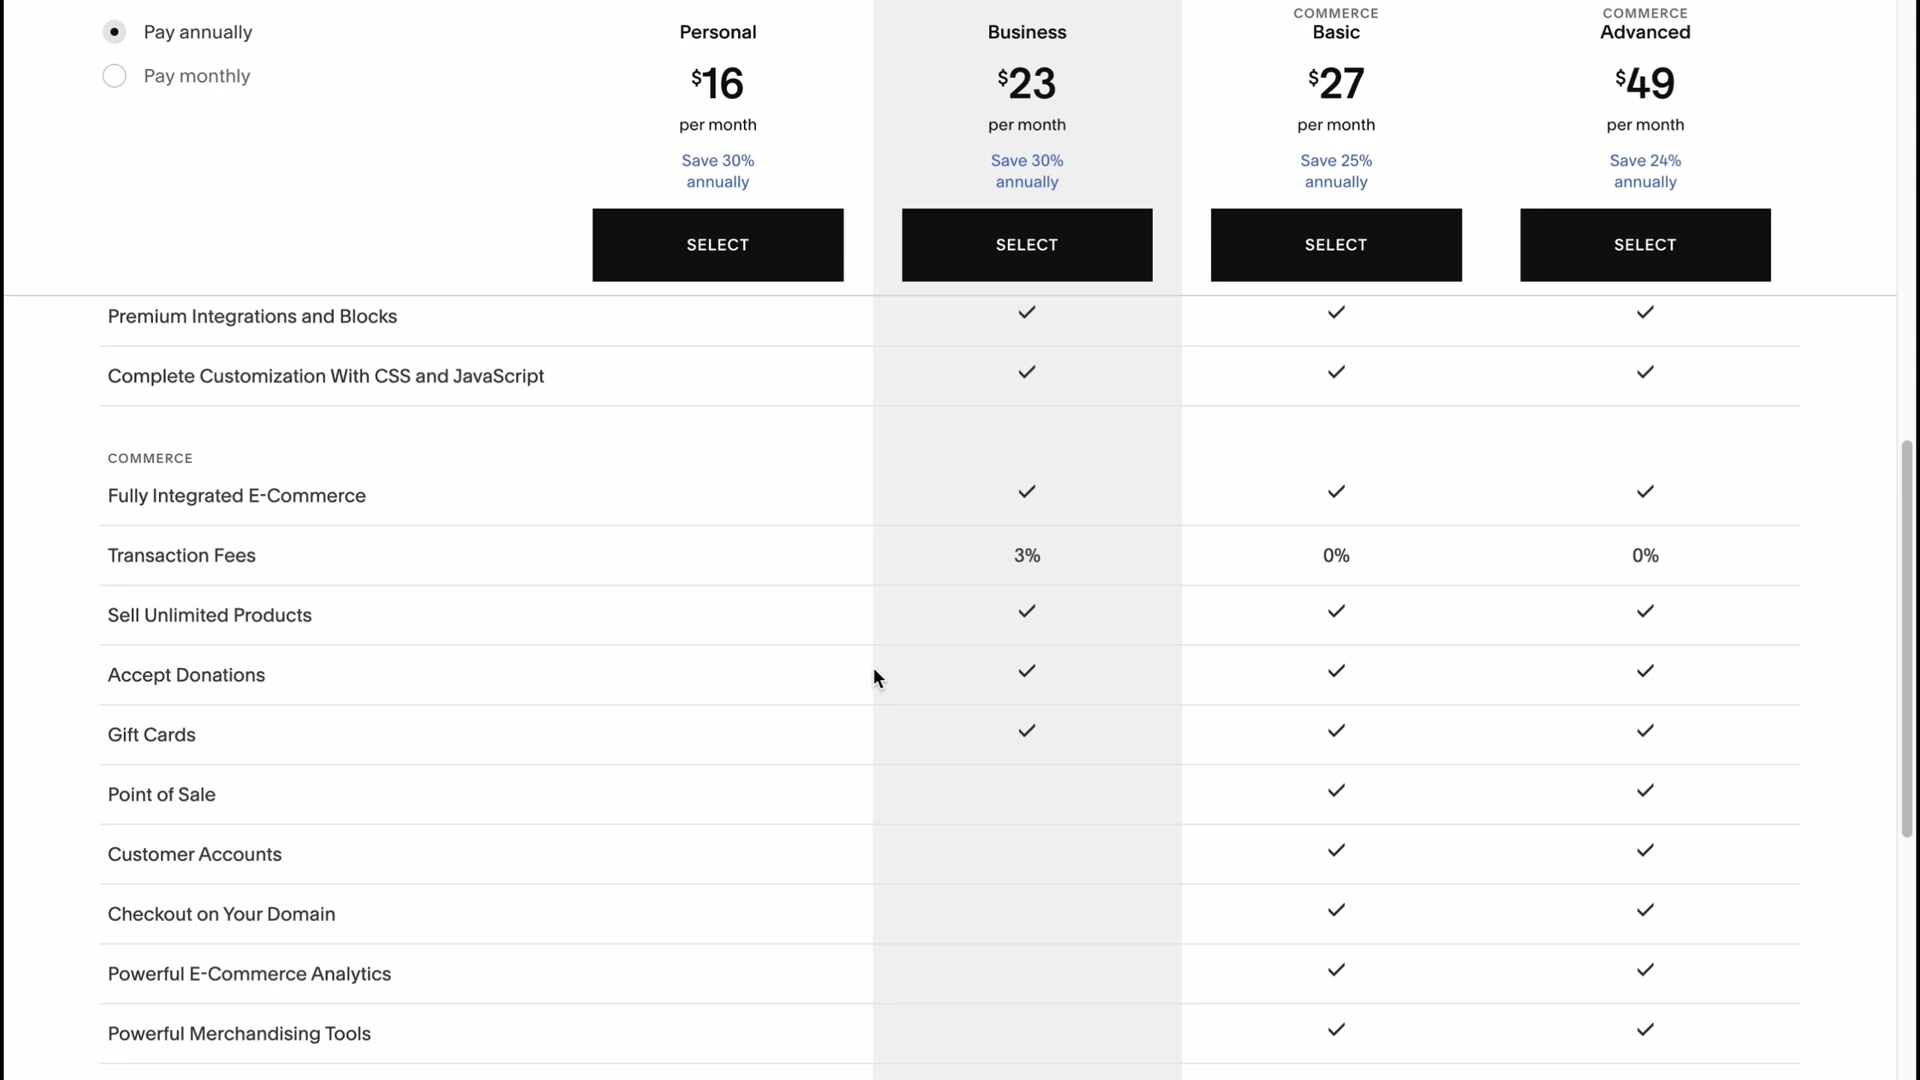 Pay annually
Pay monthly
Personal
$16
per month
Save 30%
annually
SELECT
Business
$23
per month
Save 30%
annually
SELECT
COMMERCE
Basic
$27
per month
Save 25%
annually
SELECT
COMMERCE
Advanced
$49
per month
Save 24%
annually
SELECT
Premium Integrations and Blocks
Complete Customization With CSS and JavaScript
COMMERCE
Fully Integrated E-Commerce
Transaction Fees 3% 0% 0%
Sell Unlimited Products
Accept Donations
Gift Cards
Point of Sale
Customer Accounts
Checkout on Your Domain
Powerful E-Commerce Analytics
Powerful Merchandising Tools